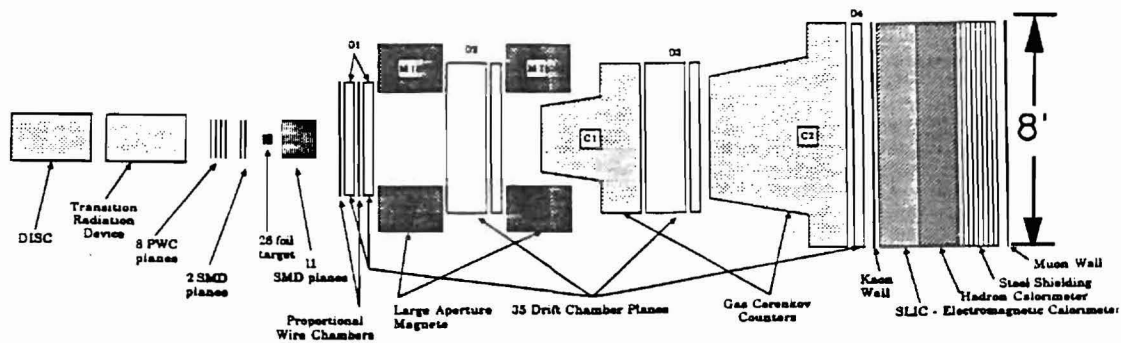 D1
D2
D3
D4
M1
M2
C1
C2
8'
DISC
Transition
Radiation
Device
8 PWC
planes
2 SMD
planes
26 foil
target
11
SMD planes
Proportional
Wire Chambers
Large Aperture
Magnets
35 Drift Chamber Planes
Gas Cerenkov
Counters
Kaon
Wall
Muon Wall
Steel Shielding
Hadron Calorimeter
SLIC - Electromagnetic Calorimeter